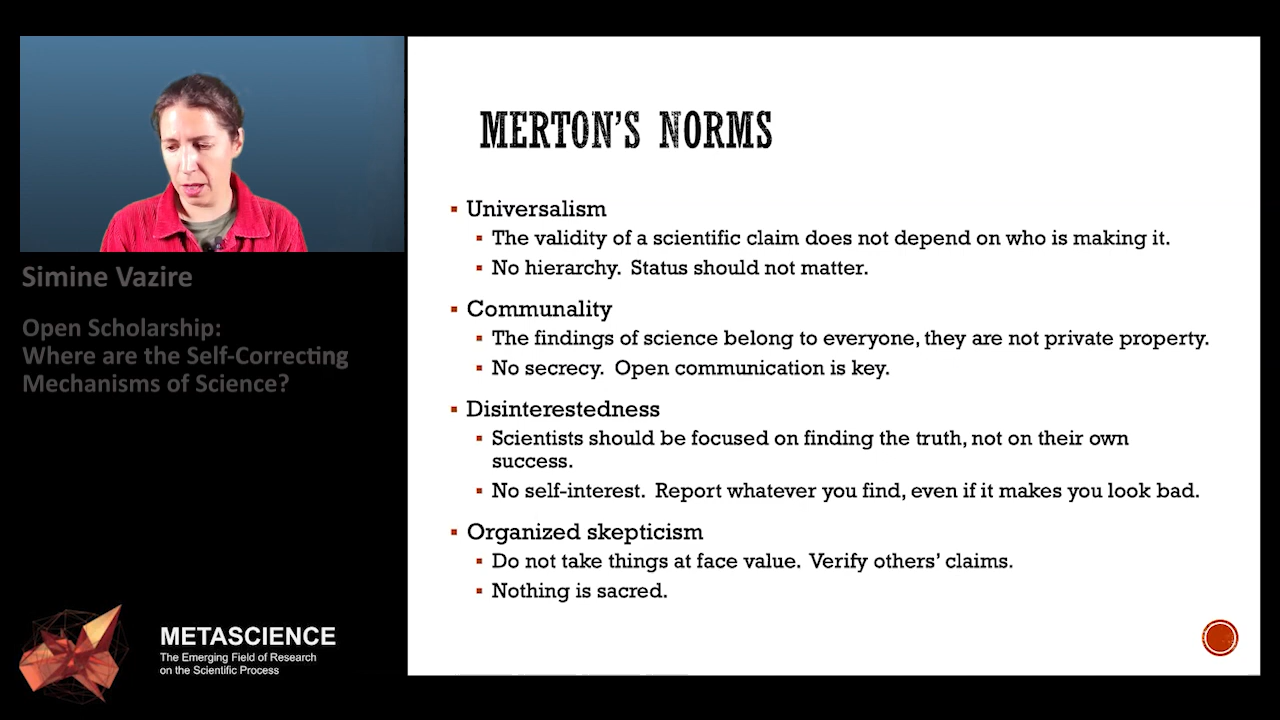 Simine Vazire
Open Scholarship:
Where are the Self-Correcting
Mechanisms of Science?
METASCIENCE
The Emerging Field of Research
on the Scientific Process
MERTON'S NORMS
Universalism
The validity of a scientific claim does not depend on who is making it.
No hierarchy. Status should not matter.
Communality
The findings of science belong to everyone, they are not private property.
No secrecy. Open communication is key.
Disinterestedness
Scientists should be focused on finding the truth, not on their own
success.
No self-interest. Report whatever you find, even if it makes you look bad.
Organized skepticism
Do not take things at face value. Verify others' claims.
Nothing is sacred.